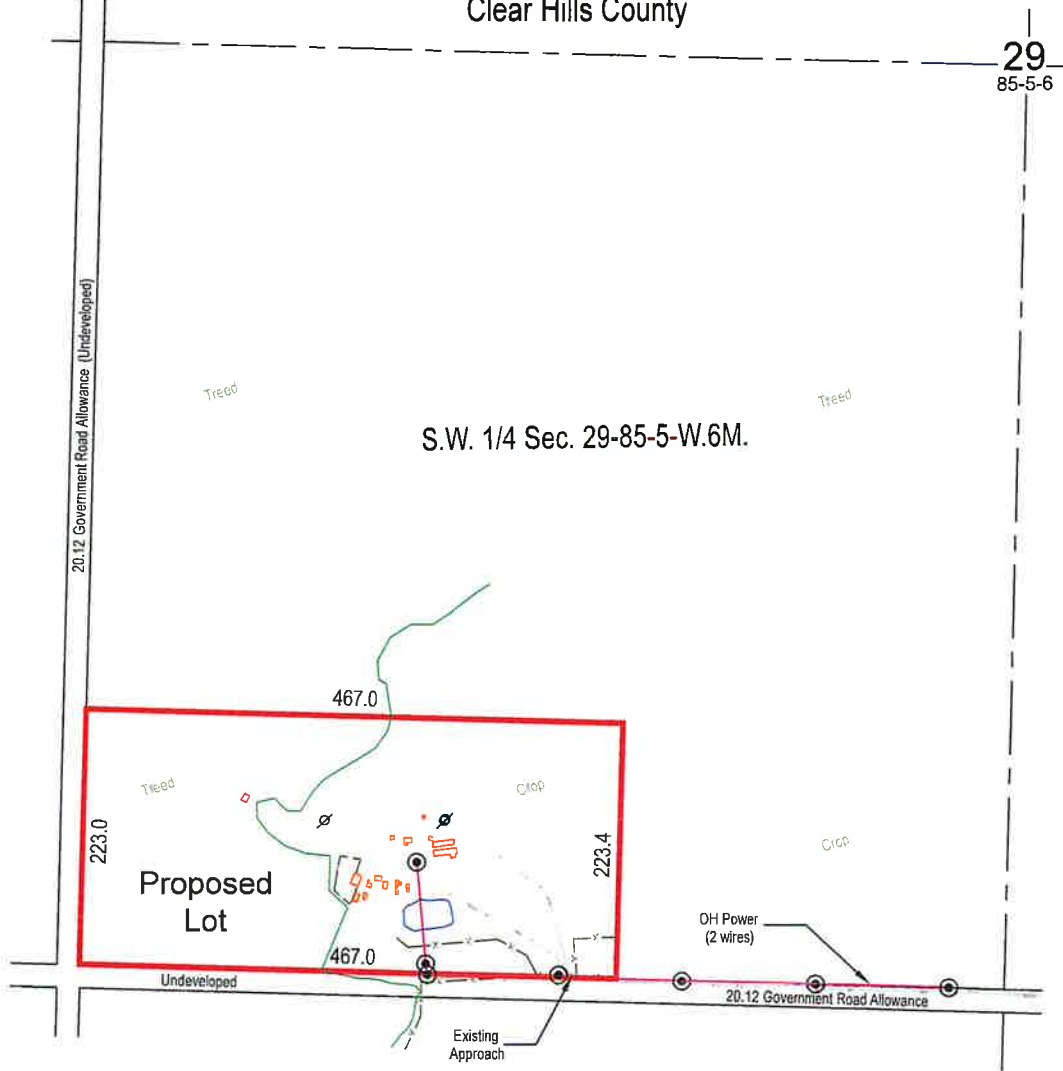 Clear Hills County
29
85-5-6
20.12 Government Road Allowance (Undeveloped)
Treed
Treed
S.W. 1/4 Sec. 29-85-5-W.6M.
467.0
Treed
Crop
223.0
223.4
Crop
Proposed
Lot
OH Power
(2 wires)
467.0
Undeveloped
20.12 Government Road Allowance
Existing
Approach